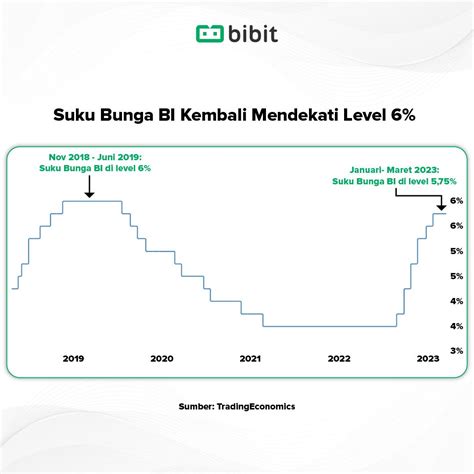 bibit
Suku Bunga BI Kembali Mendekati Level 6%
Nov 2018 - Juni 2019:
Suku Bunga BI di level 6%
Januari- Maret 2023:
Suku Bunga BI di level 5,75%
6%
6%
5%
5%
4%
4%
3%
2019 2020 2021 2022 2023
Sumber: TradingEconomics